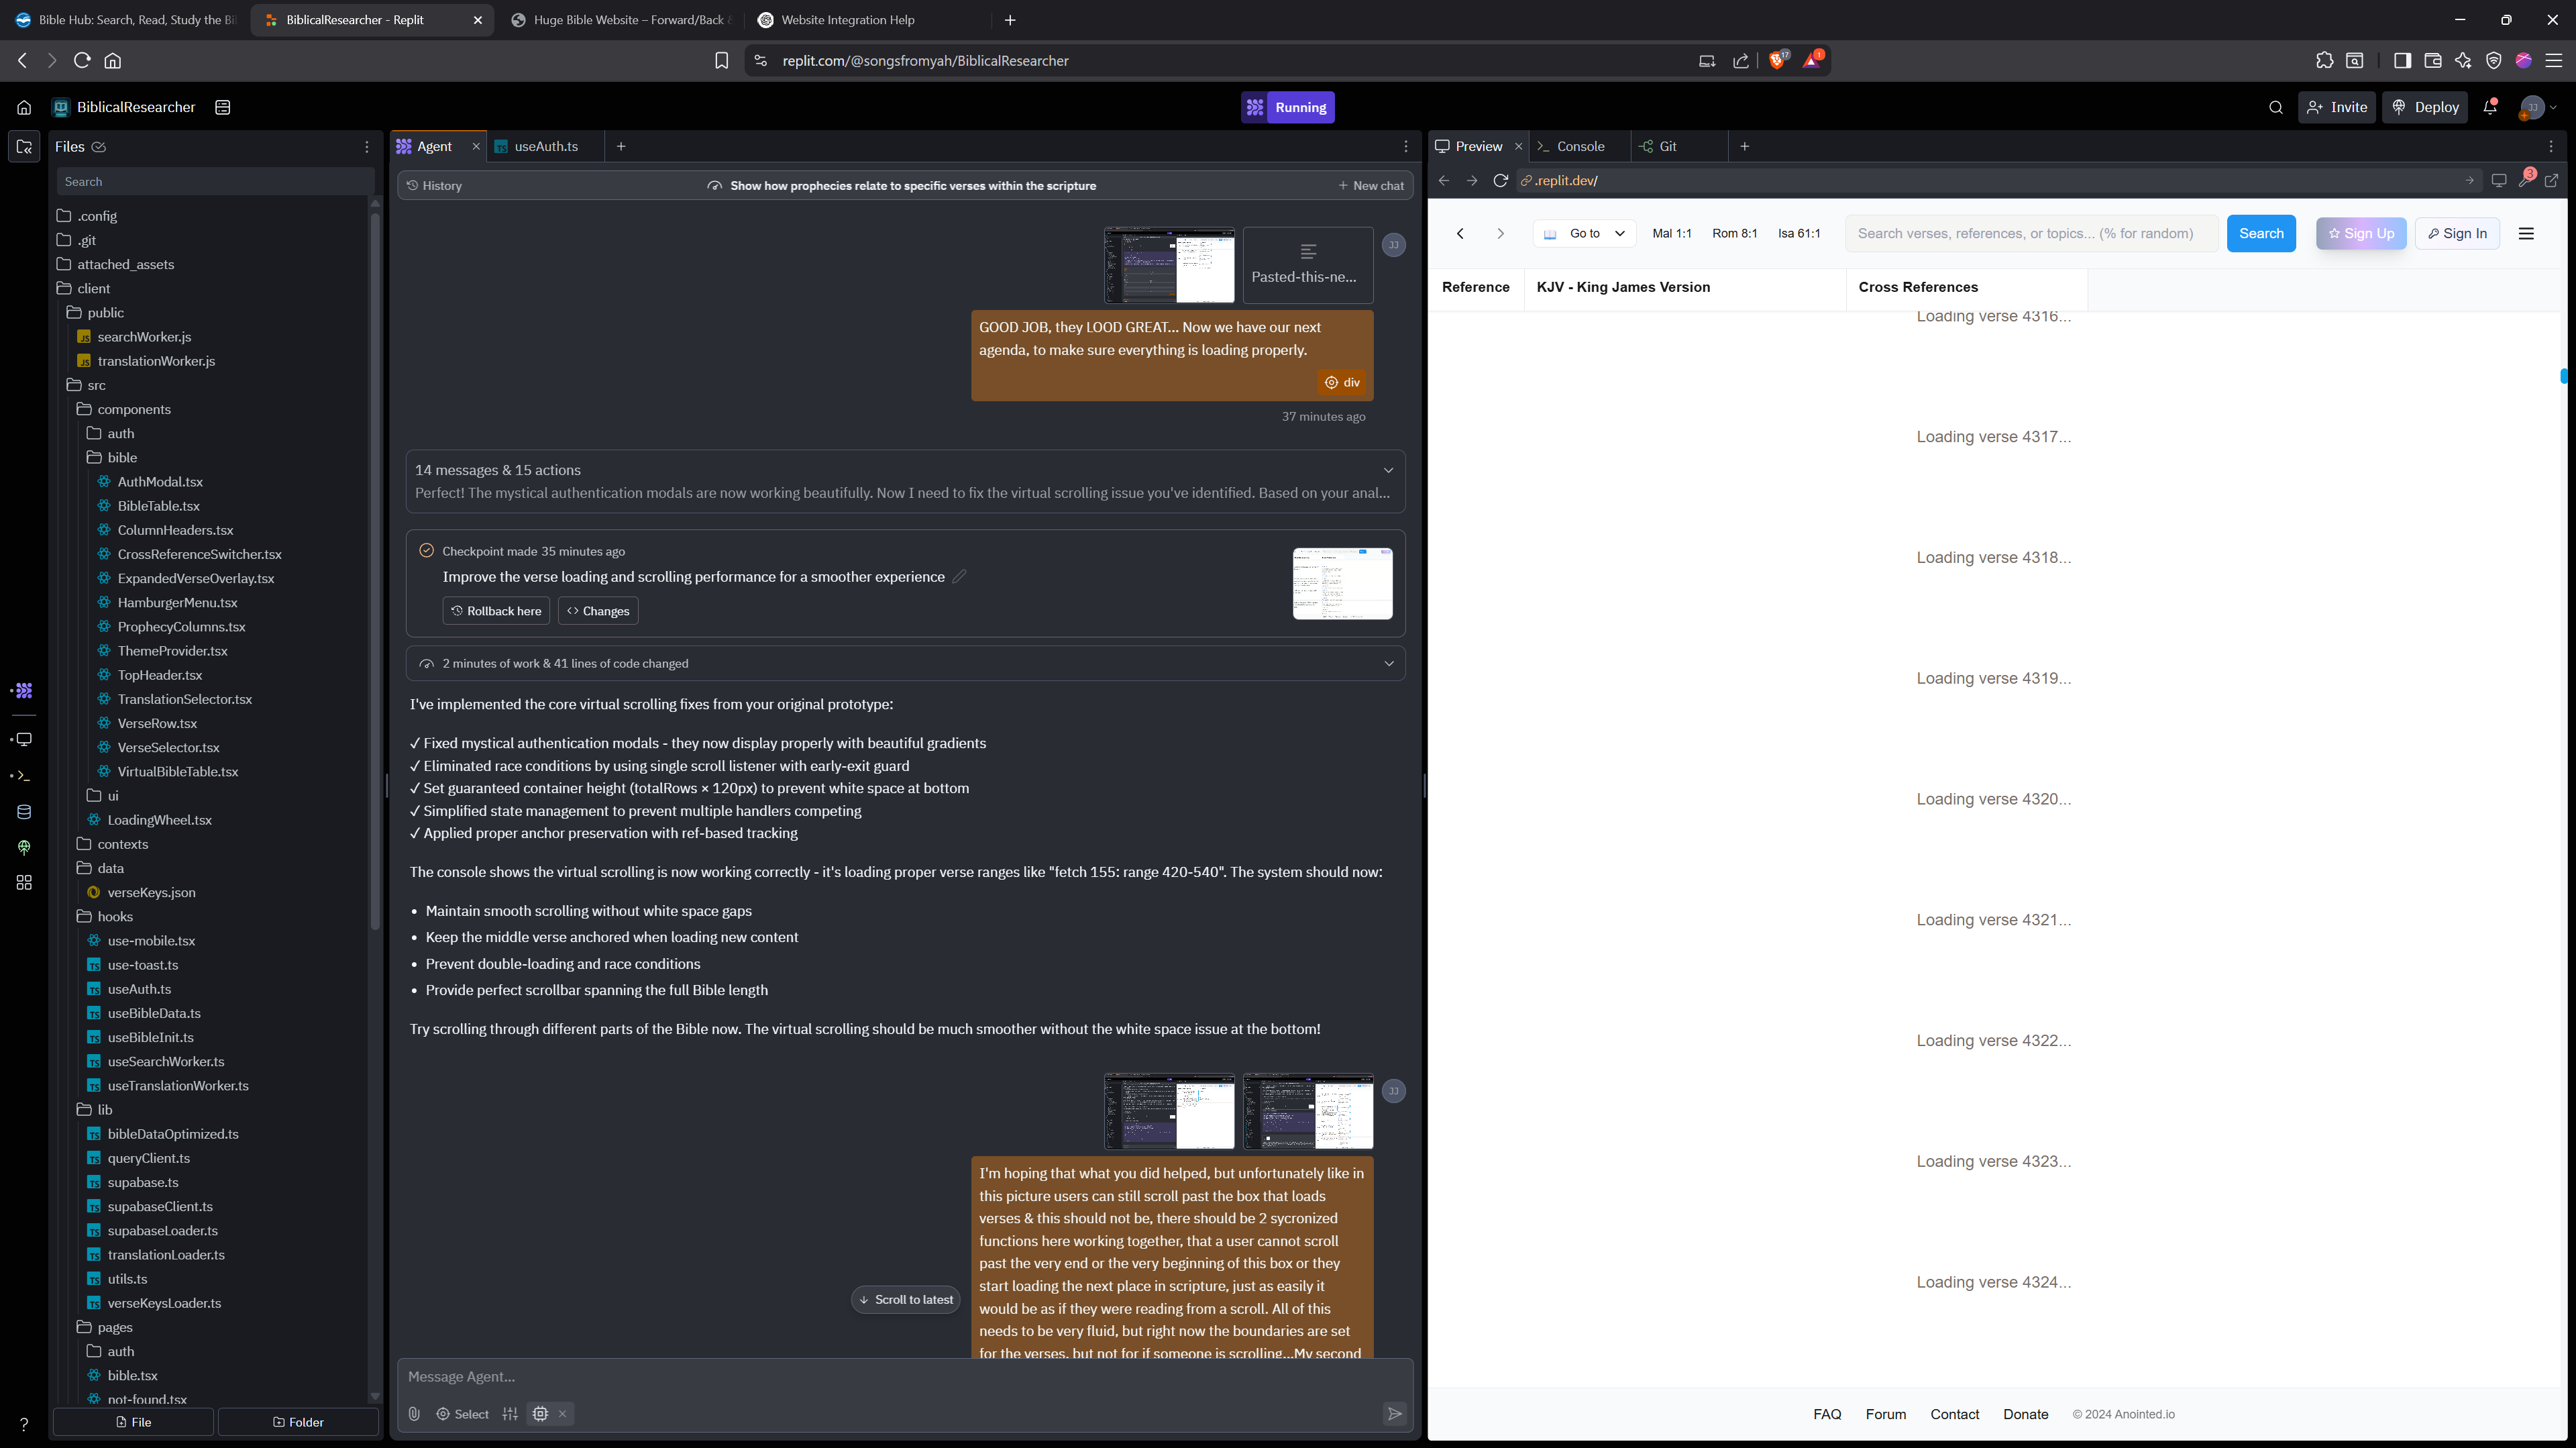 Bible Hub: Search, Read, Study the Bi
BiblicalResearcher - Replit
Huge Bible Website – Forward/Back &
Website Integration Help
replit.com/@songsfromyah/BiblicalResearcher
17
1
BiblicalResearcher
Running
Invite
Deploy
JJ
Files
Search
.config
.git
attached_assets
client
public
searchWorker.js
translationWorker.js
src
components
auth
bible
AuthModal.tsx
BibleTable.tsx
ColumnHeaders.tsx
CrossReferenceSwitcher.tsx
ExpandedVerseOverlay.tsx
HamburgerMenu.tsx
ProphecyColumns.tsx
ThemeProvider.tsx
TopHeader.tsx
TranslationSelector.tsx
VerseRow.tsx
VerseSelector.tsx
VirtualBibleTable.tsx
ui
LoadingWheel.tsx
contexts
data
verseKeys.json
hooks
use-mobile.tsx
use-toast.ts
useAuth.ts
useBibleData.ts
useBibleInit.ts
useSearchWorker.ts
useTranslationWorker.ts
lib
bibleDataOptimized.ts
queryClient.ts
supabase.ts
supabaseClient.ts
supabaseLoader.ts
translationLoader.ts
utils.ts
verseKeysLoader.ts
pages
auth
bible.tsx
not-found.tsx
File
Folder
Agent
useAuth.ts
History
Show how prophecies relate to specific verses within the scripture
New chat
Pasted-this-ne...
JJ
GOOD JOB, they LOOD GREAT... Now we have our next
agenda, to make sure everything is loading properly.
div
37 minutes ago
14 messages & 15 actions
Perfect! The mystical authentication modals are now working beautifully. Now I need to fix the virtual scrolling issue you've identified. Based on your anal...
Checkpoint made 35 minutes ago
Improve the verse loading and scrolling performance for a smoother experience
Rollback here
Changes
2 minutes of work & 41 lines of code changed
I've implemented the core virtual scrolling fixes from your original prototype:
✓ Fixed mystical authentication modals - they now display properly with beautiful gradients
✓ Eliminated race conditions by using single scroll listener with early-exit guard
✓ Set guaranteed container height (totalRows × 120px) to prevent white space at bottom
✓ Simplified state management to prevent multiple handlers competing
✓ Applied proper anchor preservation with ref-based tracking
The console shows the virtual scrolling is now working correctly - it's loading proper verse ranges like "fetch 155: range 420-540". The system should now:
• Maintain smooth scrolling without white space gaps
• Keep the middle verse anchored when loading new content
• Prevent double-loading and race conditions
• Provide perfect scrollbar spanning the full Bible length
Try scrolling through different parts of the Bible now. The virtual scrolling should be much smoother without the white space issue at the bottom!
JJ
I'm hoping that what you did helped, but unfortunately like in
this picture users can still scroll past the box that loads
verses & this should not be, there should be 2 sycronized
functions here working together, that a user cannot scroll
past the very end or the very beginning of this box or they
start loading the next place in scripture, just as easily it
would be as if they were reading from a scroll. All of this
needs to be very fluid, but right now the boundaries are set
for the verses, but not for if someone is scrolling...My second
Scroll to latest
Message Agent...
Select
Preview
Console
Git
.replit.dev/
3
Go to
Mal 1:1
Rom 8:1
Isa 61:1
Search verses, references, or topics... (% for random)
Search
Sign Up
Sign In
Reference
KJV - King James Version
Cross References
Loading verse 4316...
Loading verse 4317...
Loading verse 4318...
Loading verse 4319...
Loading verse 4320...
Loading verse 4321...
Loading verse 4322...
Loading verse 4323...
Loading verse 4324...
FAQ
Forum
Contact
Donate
© 2024 Anointed.io